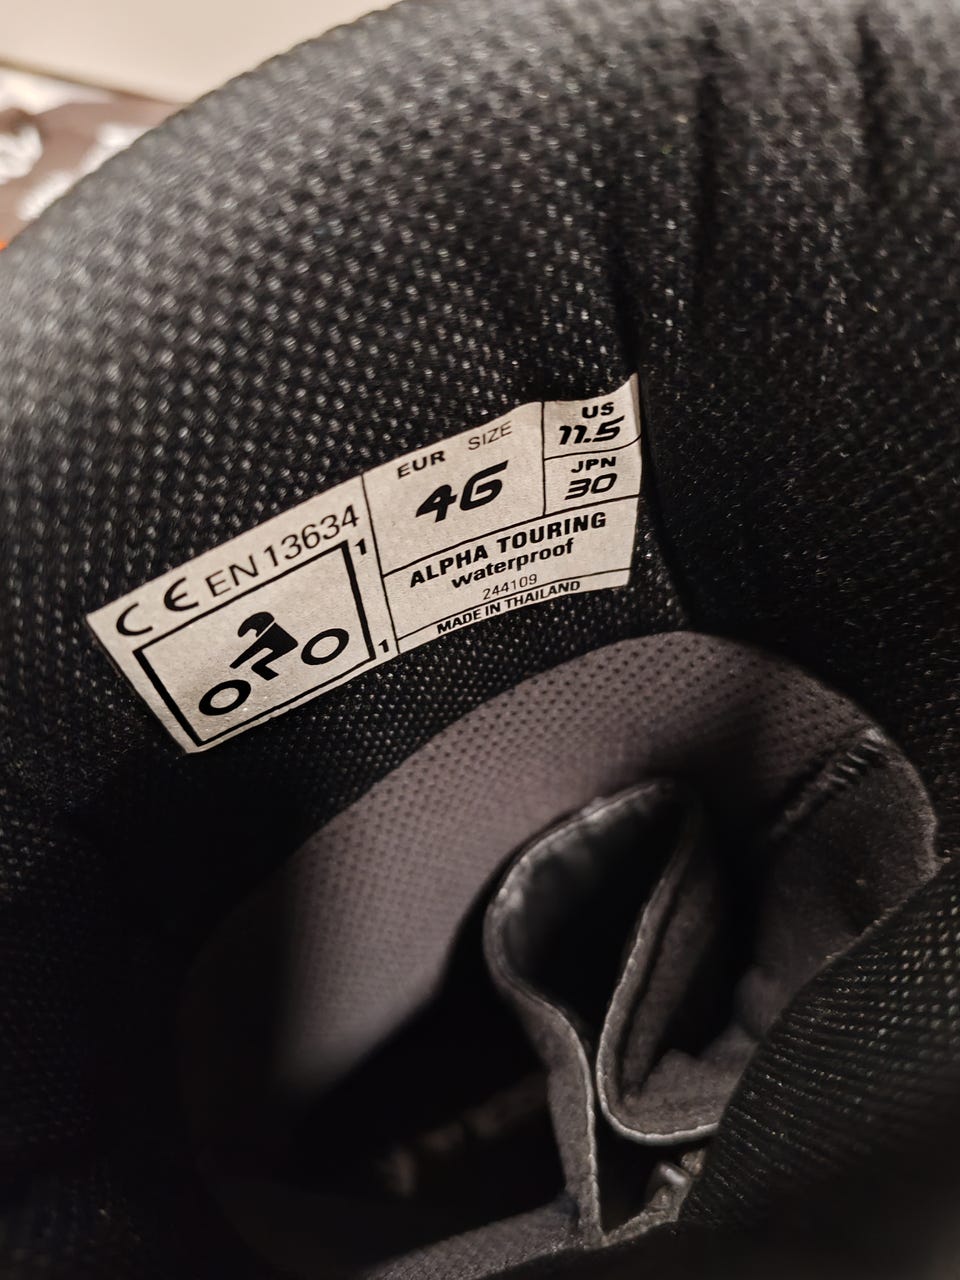 CE EN 13634
1
1
EUR SIZE
46
US
11.5
JPN
30
ALPHA TOURING
waterproof
244109
MADE IN THAILAND